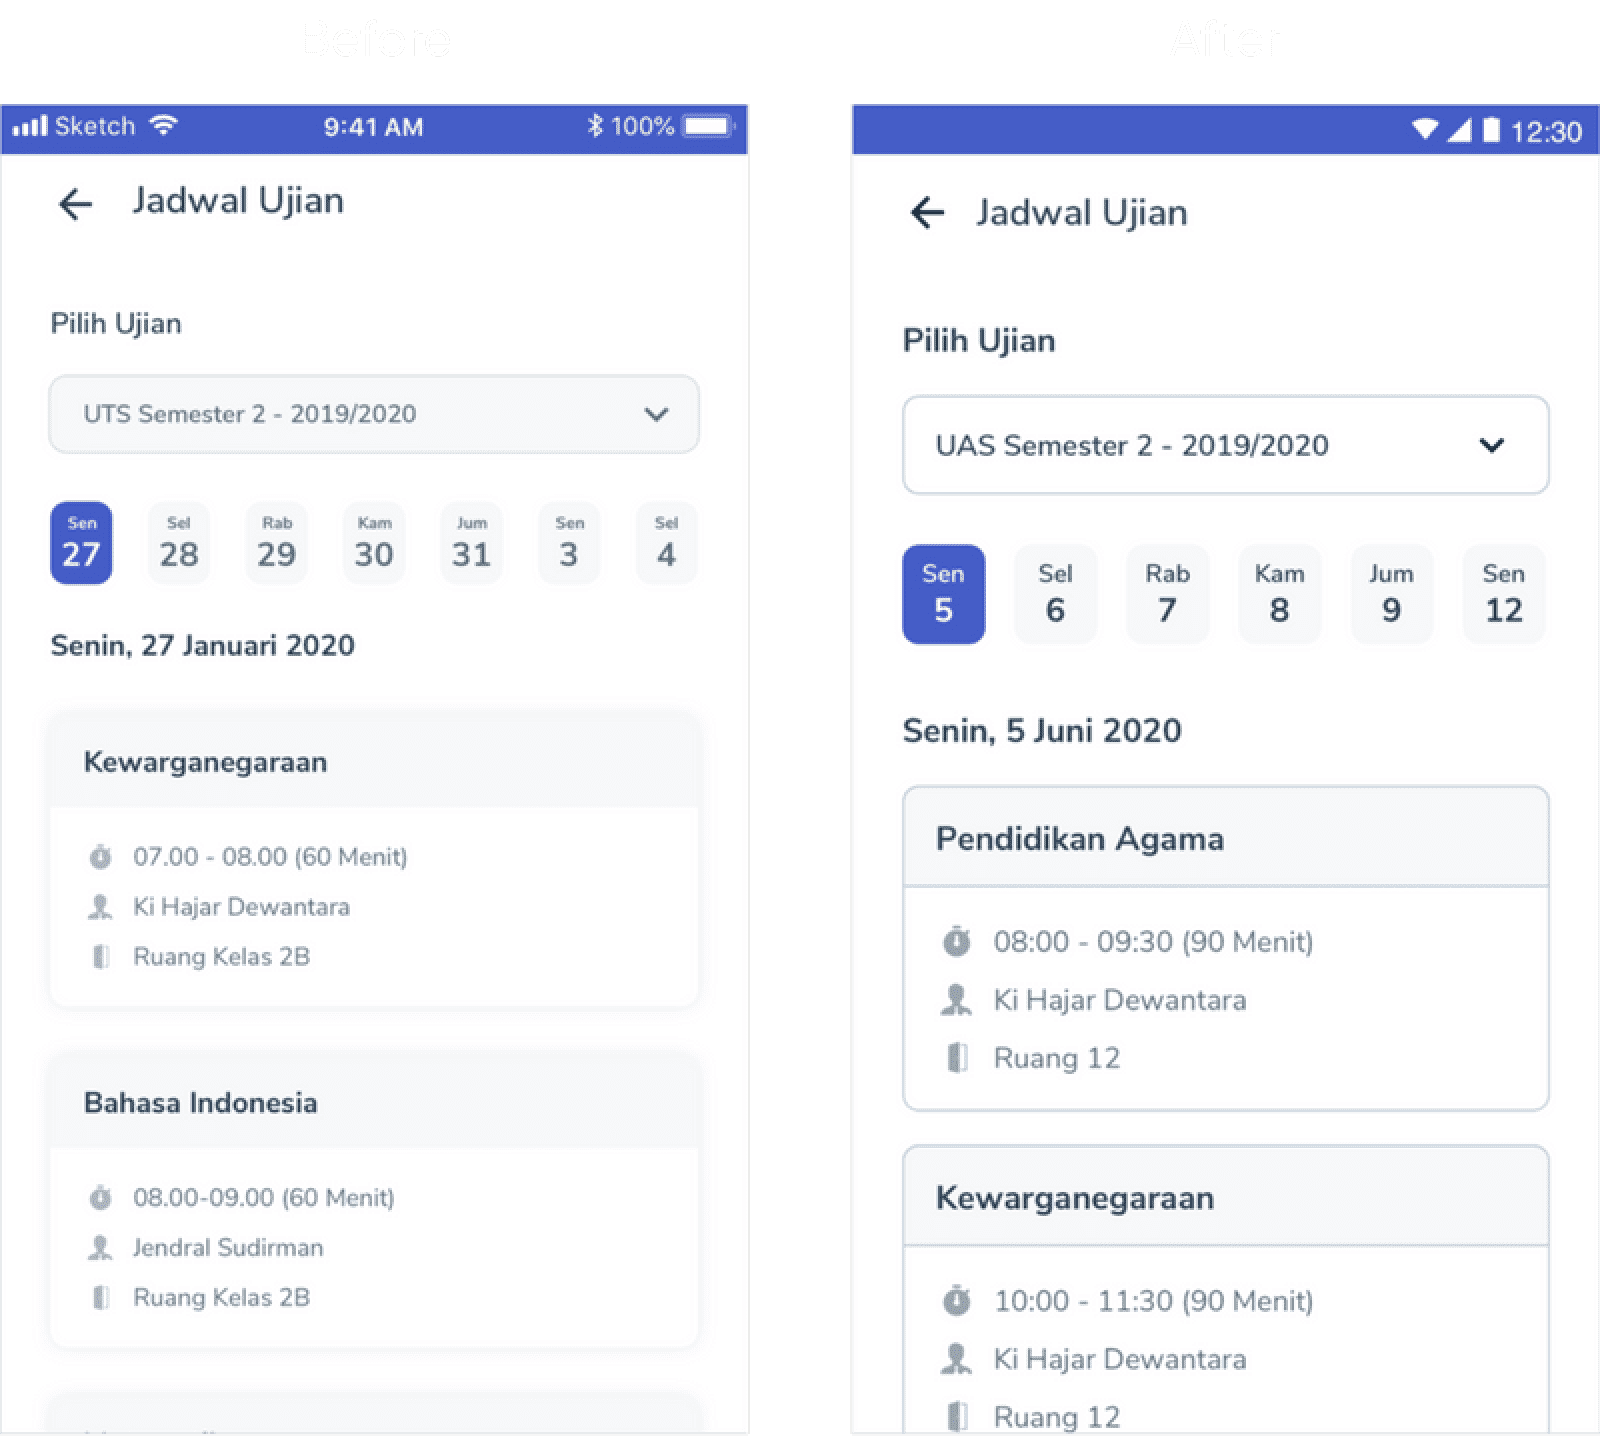 Before
Sketch 9:41 AM 100%
Jadwal Ujian
Pilih Ujian
UTS Semester 2 - 2019/2020
Sen Sel Rab Kam Jum Sen Sel
27 28 29 30 31 3 4
Senin, 27 Januari 2020
Kewarganegaraan
07.00 - 08.00 (60 Menit)
Ki Hajar Dewantara
Ruang Kelas 2B
Bahasa Indonesia
08.00-09.00 (60 Menit)
Jendral Sudirman
Ruang Kelas 2B
After
12:30
Jadwal Ujian
Pilih Ujian
UAS Semester 2 - 2019/2020
Sen Sel Rab Kam Jum Sen
5 6 7 8 9 12
Senin, 5 Juni 2020
Pendidikan Agama
08:00 - 09:30 (90 Menit)
Ki Hajar Dewantara
Ruang 12
Kewarganegaraan
10:00 - 11:30 (90 Menit)
Ki Hajar Dewantara
Ruang 12